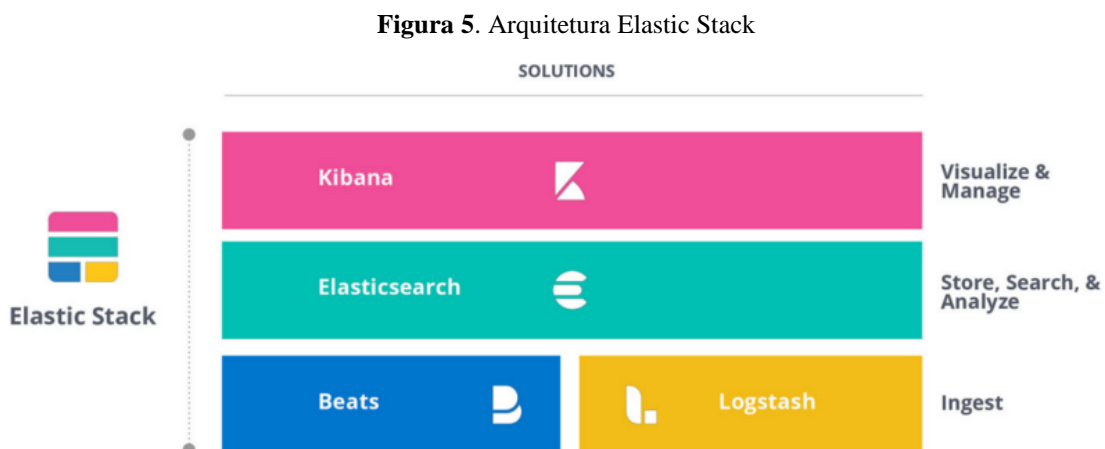 Figura 5. Arquitetura Elastic Stack
SOLUTIONS
Kibana
Visualize &
Manage
Elasticsearch
Store, Search, &
Analyze
Elastic Stack
Beats
Logstash
Ingest